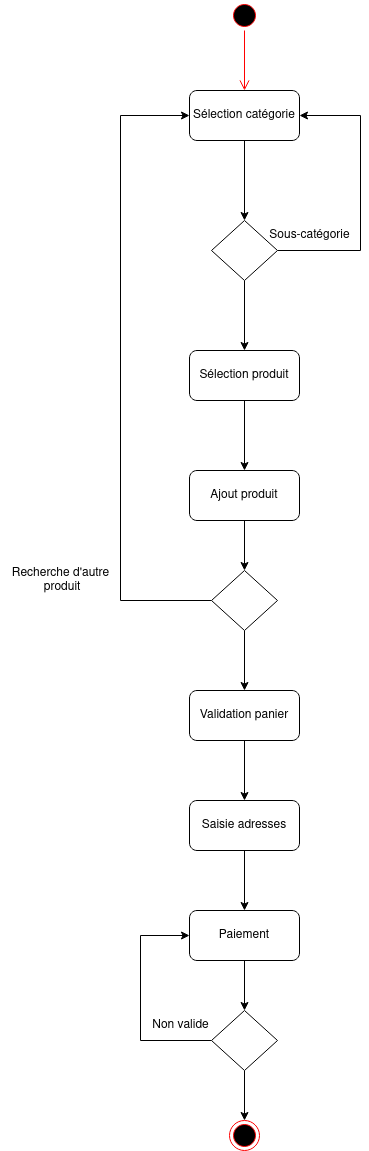 Sélection catégorie
Sous-catégorie
Sélection produit
Ajout produit
Recherche d'autre
produit
Validation panier
Saisie adresses
Paiement
Non valide